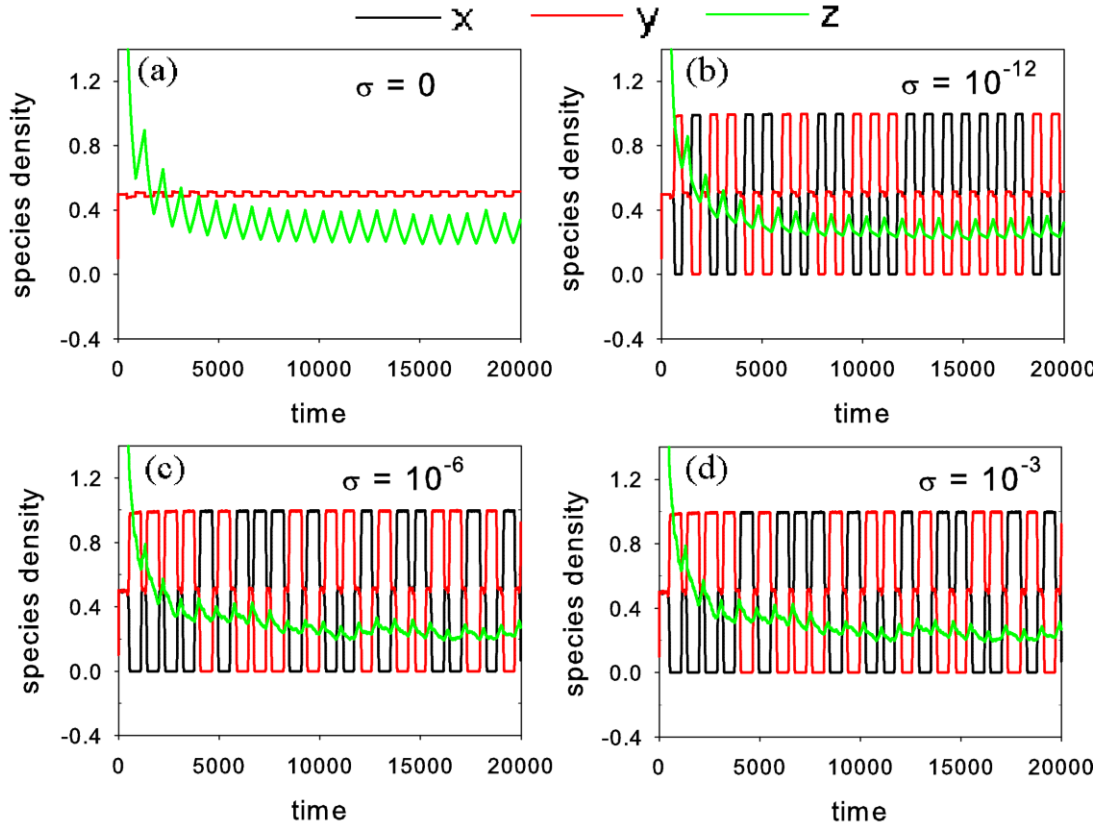 x y z
(a) σ = 0
species density
1.2
0.8
0.4
0.0
-0.4
0 5000 10000 15000 20000
time
(b) σ = 10⁻¹²
species density
1.2
0.8
0.4
0.0
-0.4
0 5000 10000 15000 20000
time
(c) σ = 10⁻⁶
species density
1.2
0.8
0.4
0.0
-0.4
0 5000 10000 15000 20000
time
(d) σ = 10⁻³
species density
1.2
0.8
0.4
0.0
-0.4
0 5000 10000 15000 20000
time